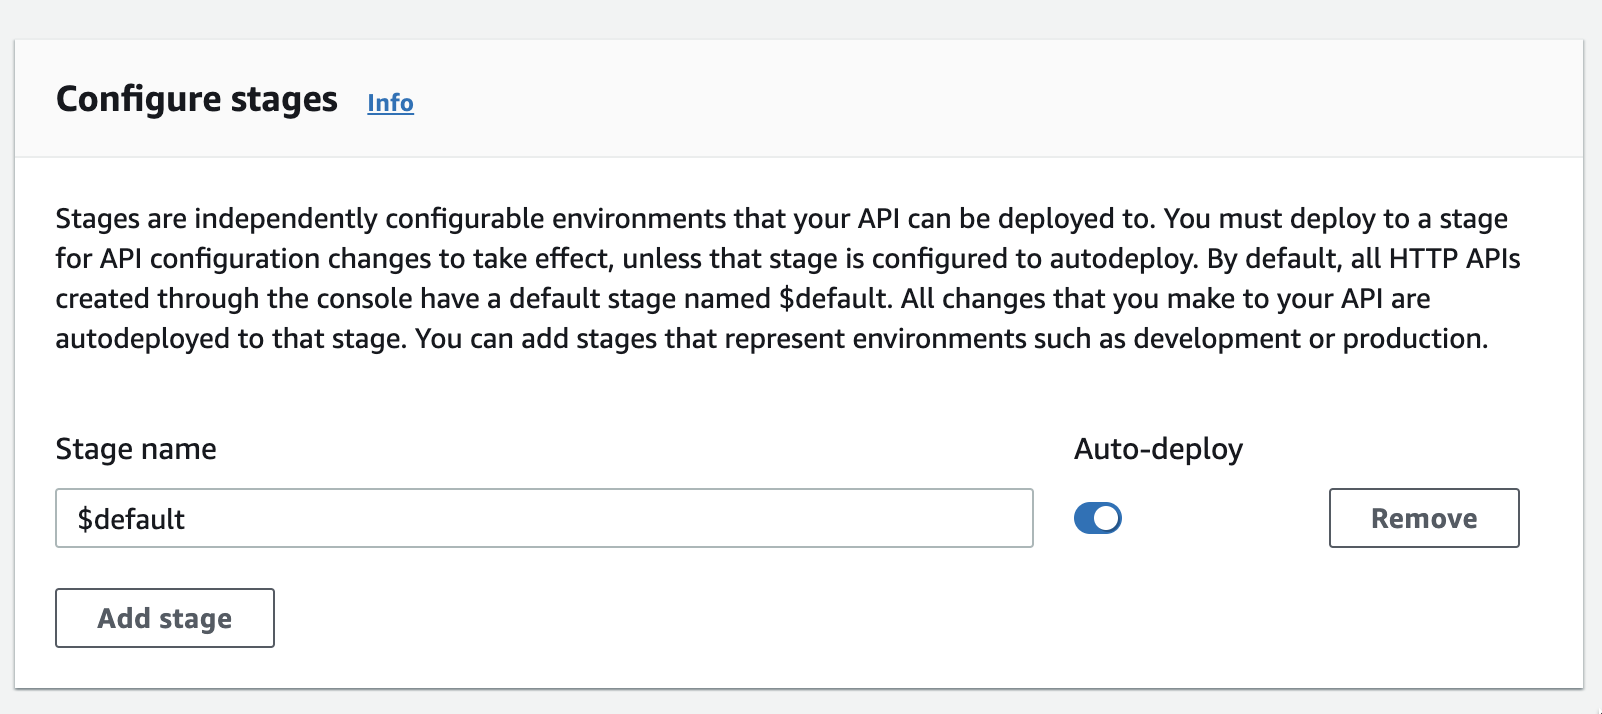 Configure stages Info
Stages are independently configurable environments that your API can be deployed to. You must deploy to a stage
for API configuration changes to take effect, unless that stage is configured to autodeploy. By default, all HTTP APIs
created through the console have a default stage named $default. All changes that you make to your API are
autodeployed to that stage. You can add stages that represent environments such as development or production.
Stage name Auto-deploy
$default Remove
Add stage